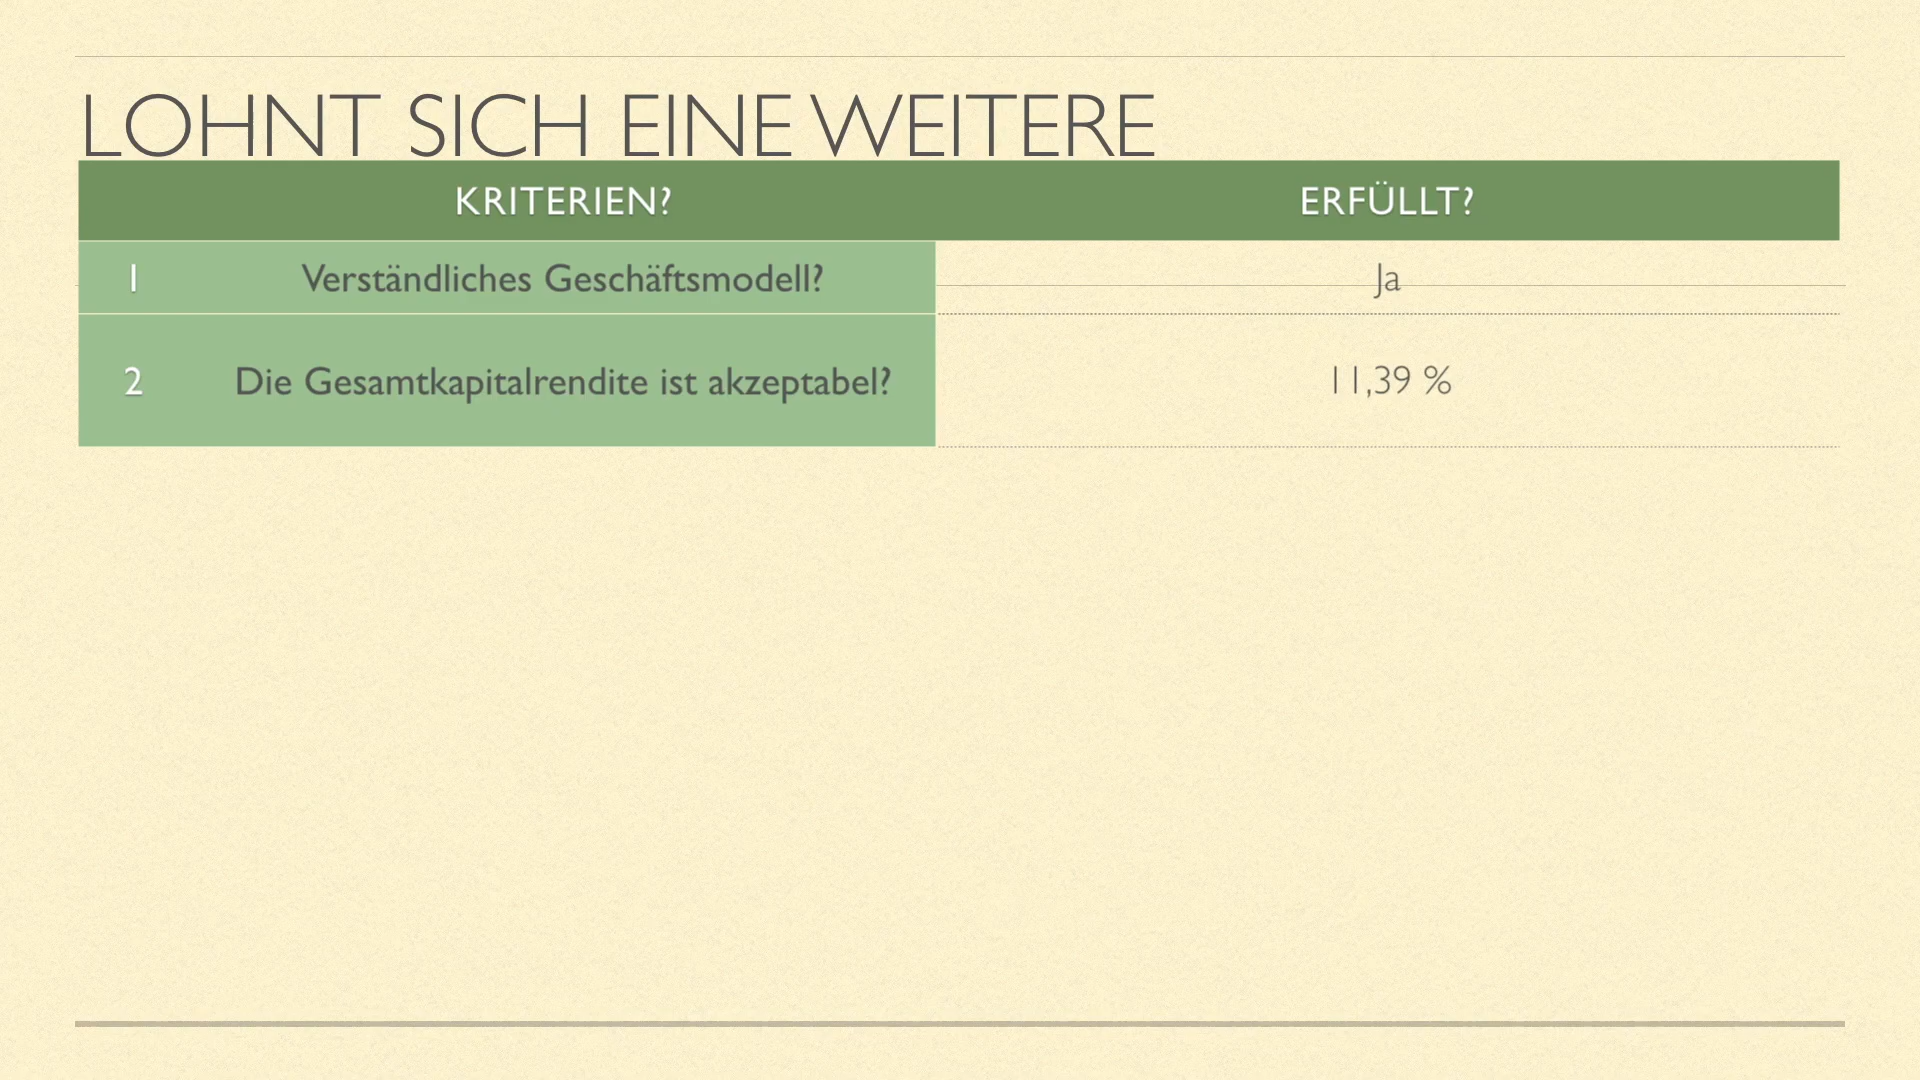 LOHNT SICH EINE WEITERE
KRITERIEN? ERFÜLLT?
1 Verständliches Geschäftsmodell? Ja
2 Die Gesamtkapitalrendite ist akzeptabel? 11,39 %